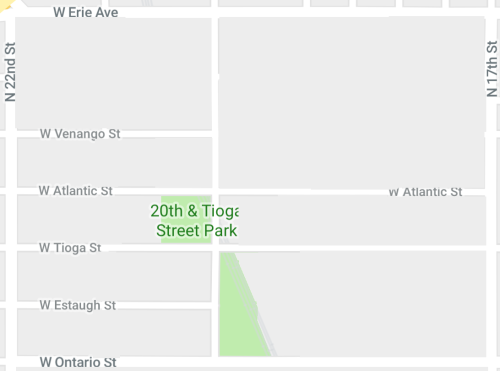 W Erie Ave
N 22nd St
N 17th St
W Venango St
W Atlantic St
W Atlantic St
20th & Tioga
Street Park
W Tioga St
W Estaugh St
W Ontario St